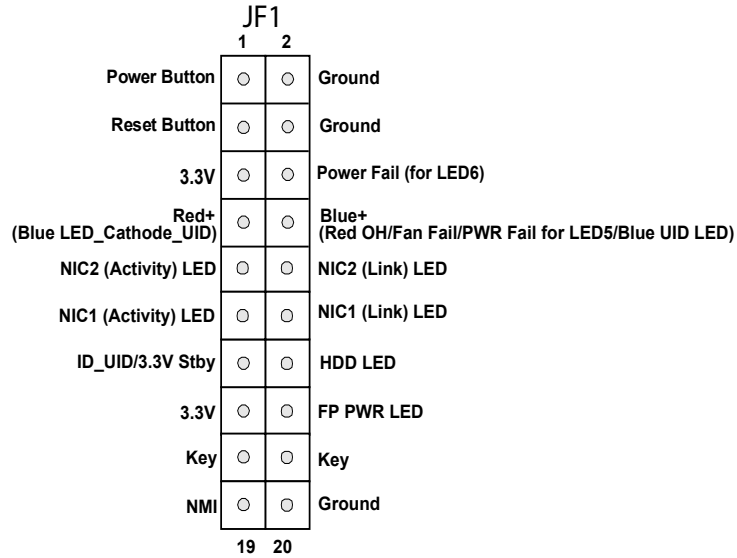 JF1
1 2
Power Button Ground
Reset Button Ground
3.3V Power Fail (for LED6)
Red+ Blue+
(Blue LED_Cathode_UID) (Red OH/Fan Fail/PWR Fail for LED5/Blue UID LED)
NIC2 (Activity) LED NIC2 (Link) LED
NIC1 (Activity) LED NIC1 (Link) LED
ID_UID/3.3V Stby HDD LED
3.3V FP PWR LED
Key Key
NMI Ground
19 20